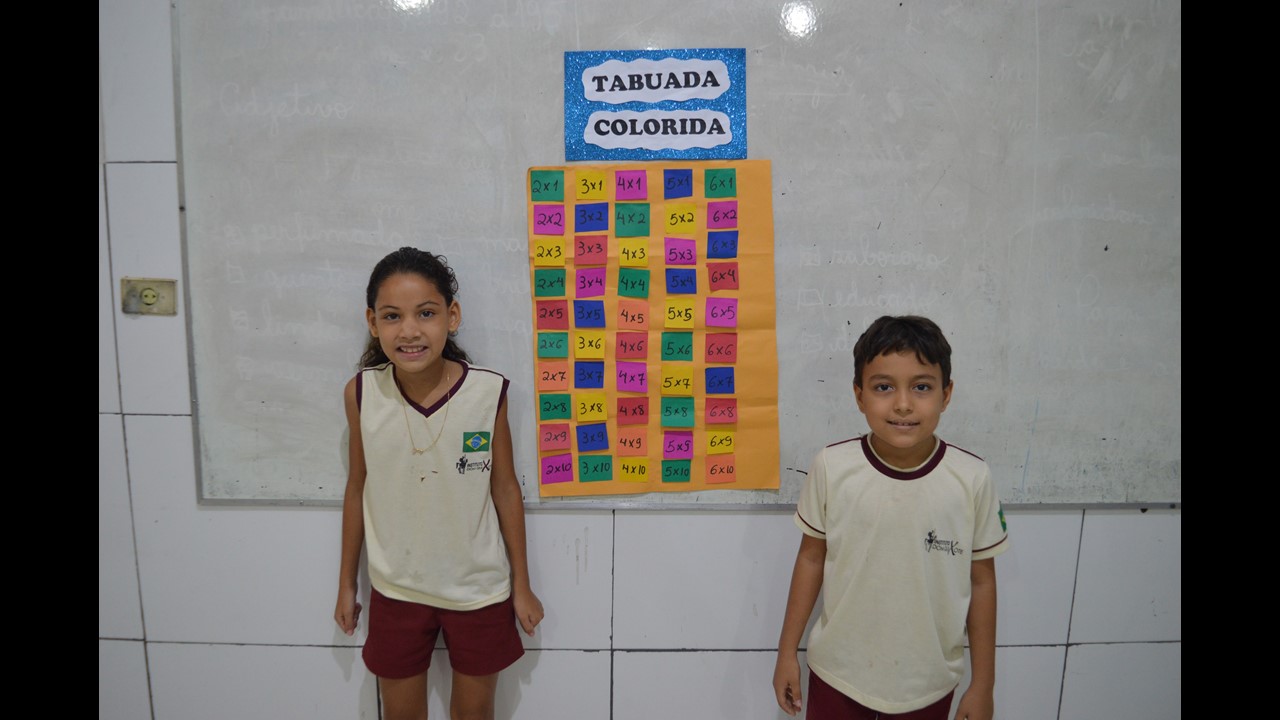 TABUADA
COLORIDA
2x1 3x1 4x1 5x1 6x1
2x2 3x2 4x2 5x2 6x2
2x3 3x3 4x3 5x3 6x3
2x4 3x4 4x4 5x4 6x4
2x5 3x5 4x5 5x5 6x5
2x6 3x6 4x6 5x6 6x6
2x7 3x7 4x7 5x7 6x7
2x8 3x8 4x8 5x8 6x8
2x9 3x9 4x9 5x9 6x9
2x10 3x10 4x10 5x10 6x10